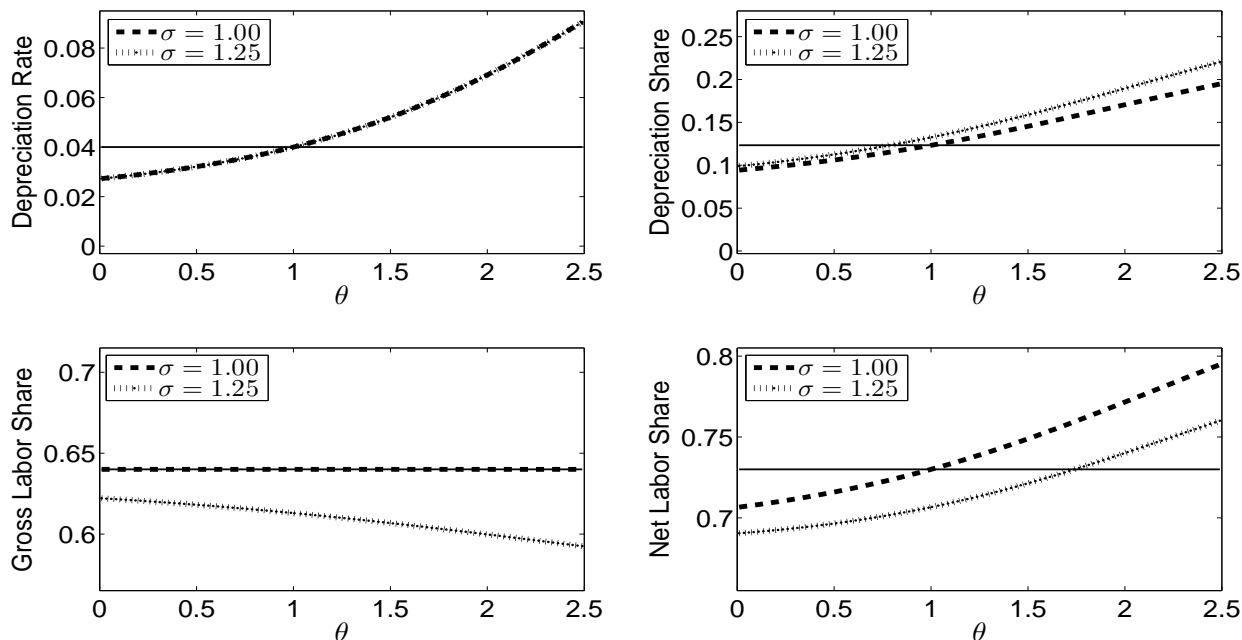 Depreciation Rate
0.08
0.06
0.04
0.02
0
σ = 1.00
σ = 1.25
0 0.5 1 1.5 2 2.5
θ
Depreciation Share
0.25
0.2
0.15
0.1
0.05
0
σ = 1.00
σ = 1.25
0 0.5 1 1.5 2 2.5
θ
Gross Labor Share
0.7
0.65
0.6
σ = 1.00
σ = 1.25
0 0.5 1 1.5 2 2.5
θ
Net Labor Share
0.8
0.75
0.7
σ = 1.00
σ = 1.25
0 0.5 1 1.5 2 2.5
θ